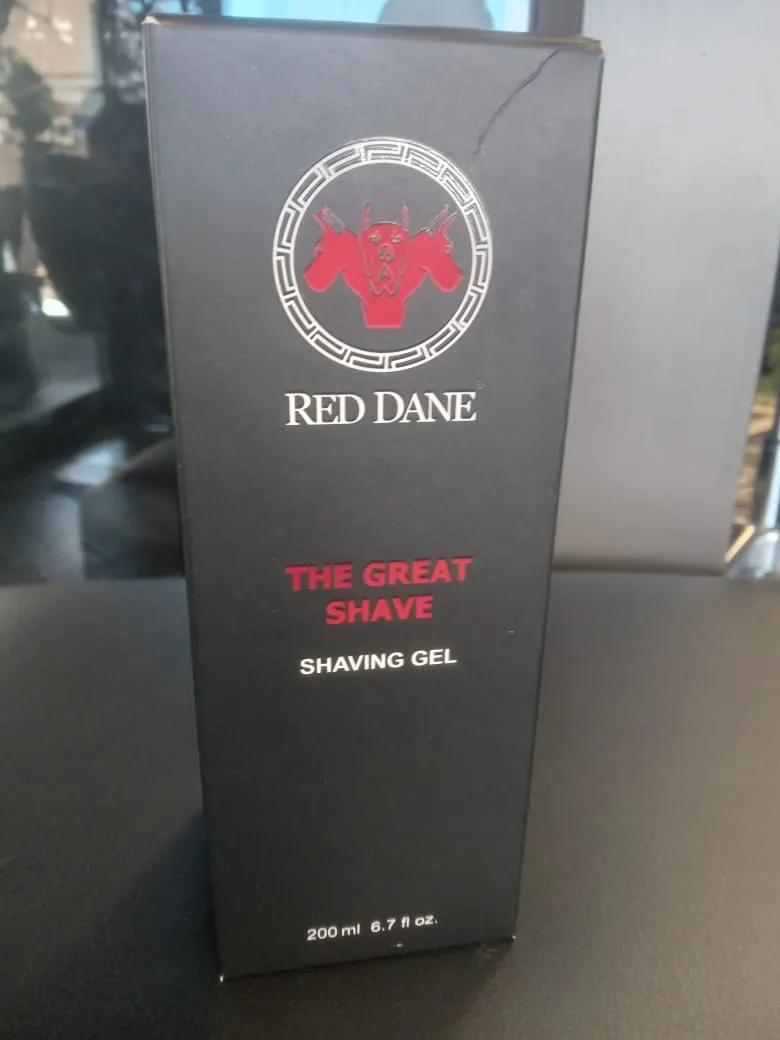 RED DANE®
THE GREAT
SHAVE
SHAVING GEL
200 ml 6.7 fl oz.